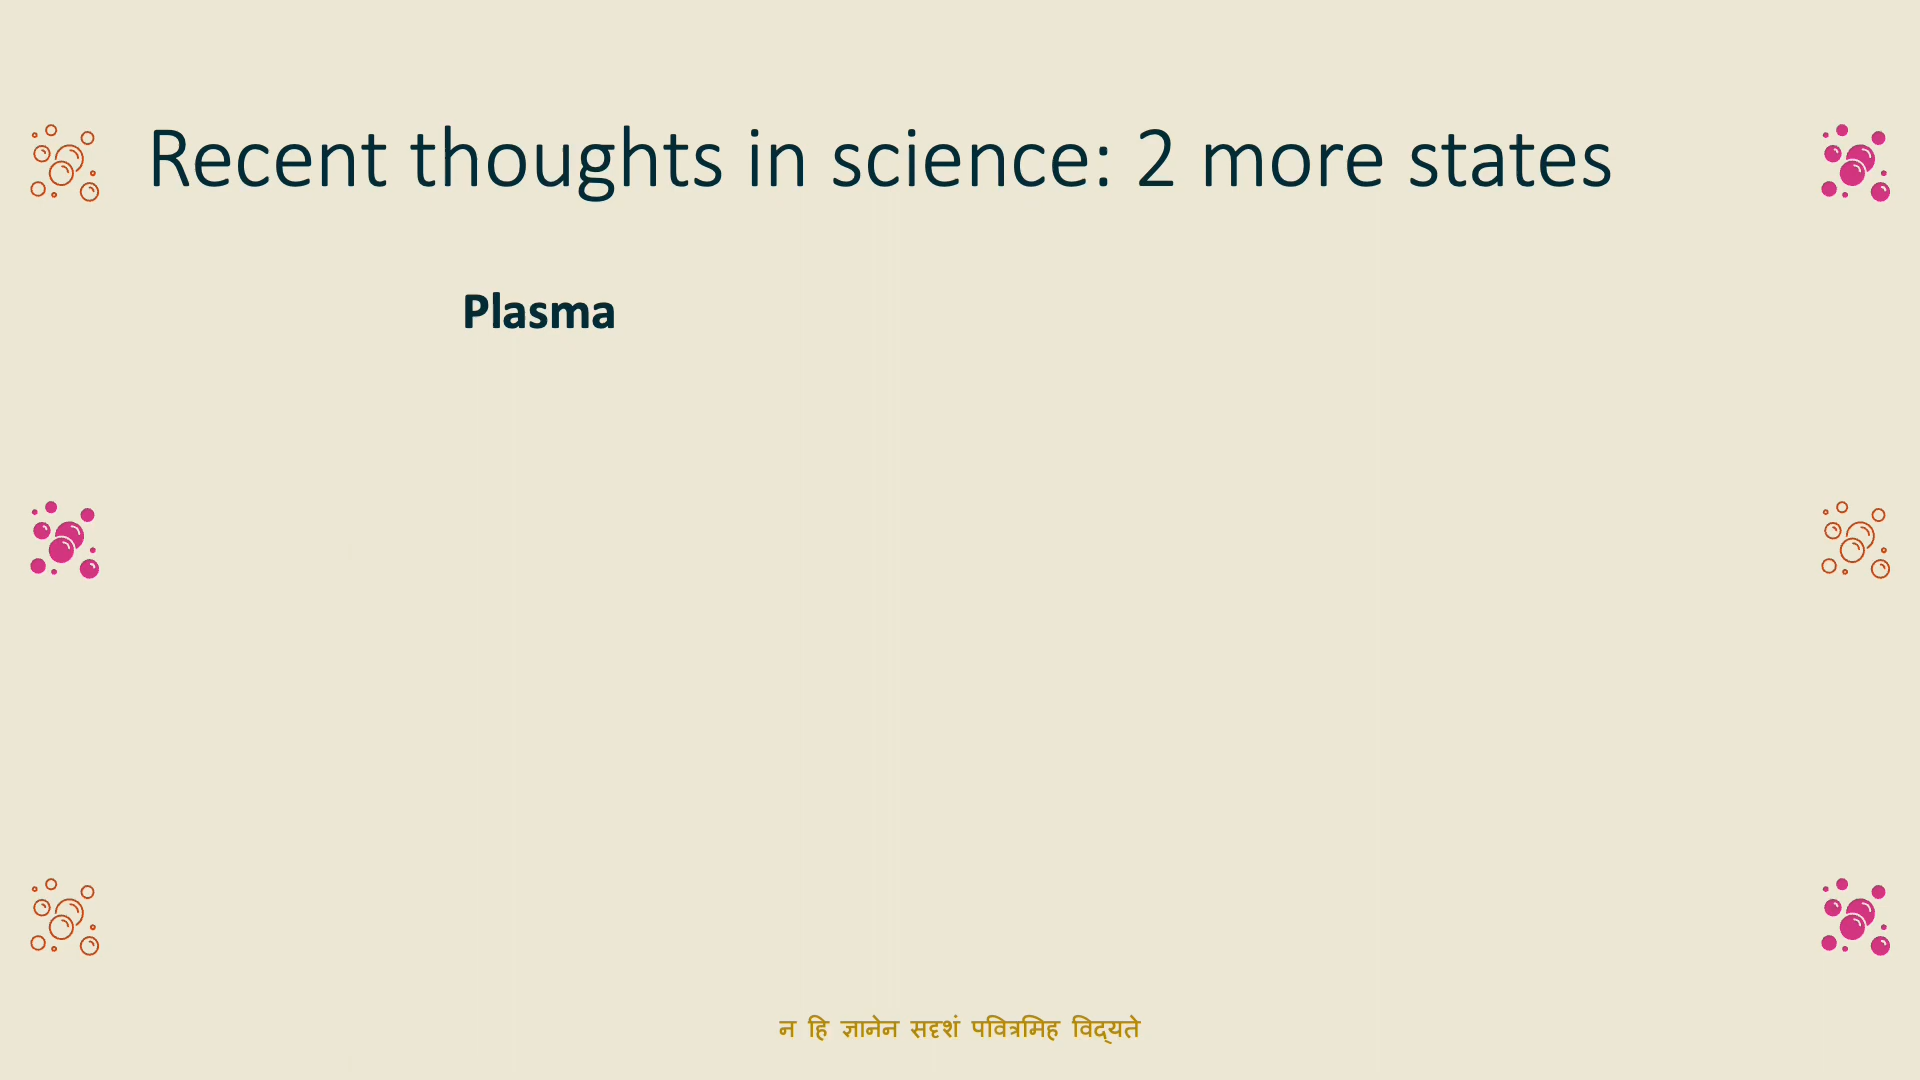 Recent thoughts in science: 2 more states
Plasma
न हि ज्ञानेन सदृशं पवित्रमिह विद्यते